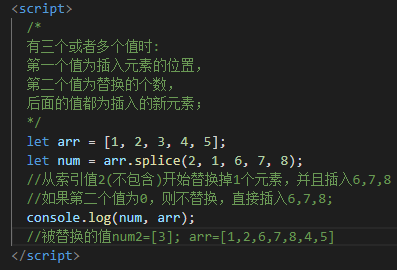 <script>
/*
有三个或者多个值时:
第一个值为插入元素的位置，
第二个值为替换的个数，
后面的值都为插入的新元素；
*/
let arr = [1, 2, 3, 4, 5];
let num = arr.splice(2, 1, 6, 7, 8);
//从索引值2(不包含)开始替换掉1个元素，并且插入6,7,8
//如果第二个值为0，则不替换，直接插入6,7,8;
console.log(num, arr);
//被替换的值num2=[3]; arr=[1,2,6,7,8,4,5]
</script>